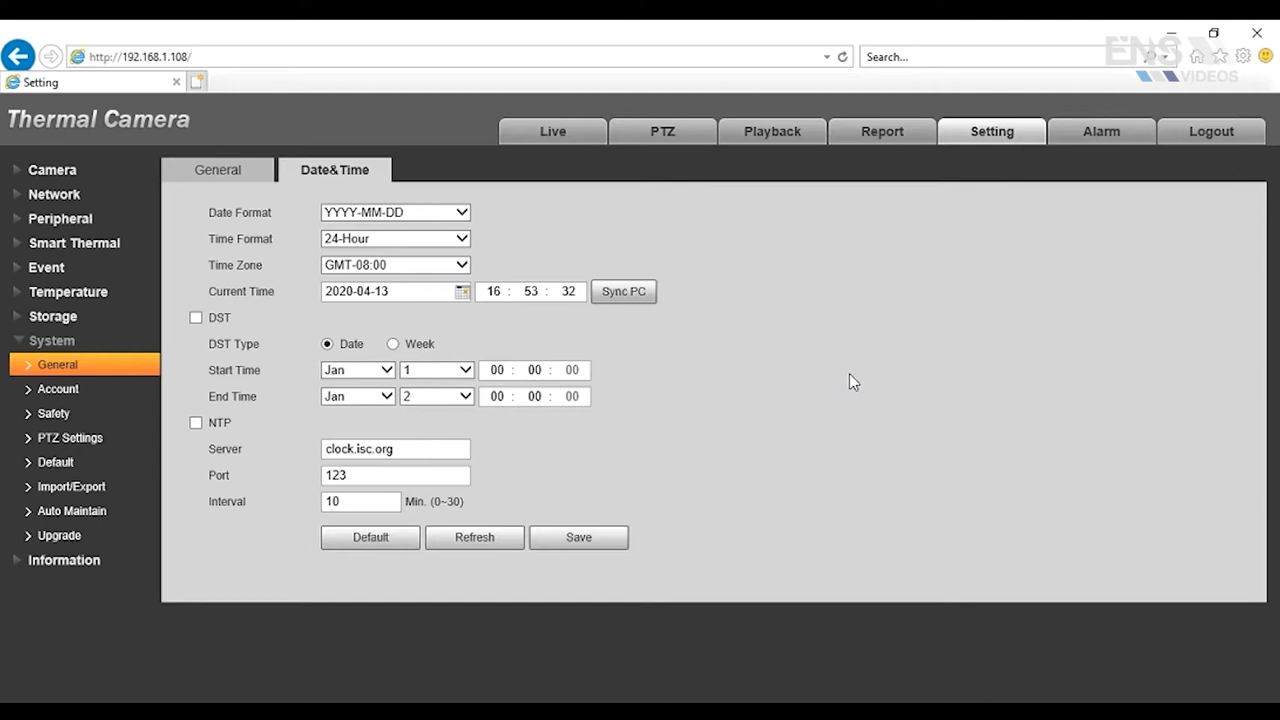 http://192.168.1.108/
Search...
ENS
VIDEOS
Setting
Thermal Camera
Live
PTZ
Playback
Report
Setting
Alarm
Logout
Camera
Network
Peripheral
Smart Thermal
Event
Temperature
Storage
System
General
Account
Safety
PTZ Settings
Default
Import/Export
Auto Maintain
Upgrade
Information
General
Date&Time
Date Format YYYY-MM-DD
Time Format 24-Hour
Time Zone GMT-08:00
Current Time 2020-04-13 16 : 53 : 32 Sync PC
DST
DST Type Date Week
Start Time Jan 1 00 : 00 : 00
End Time Jan 2 00 : 00 : 00
NTP
Server clock.isc.org
Port 123
Interval 10 Min. (0~30)
Default Refresh Save